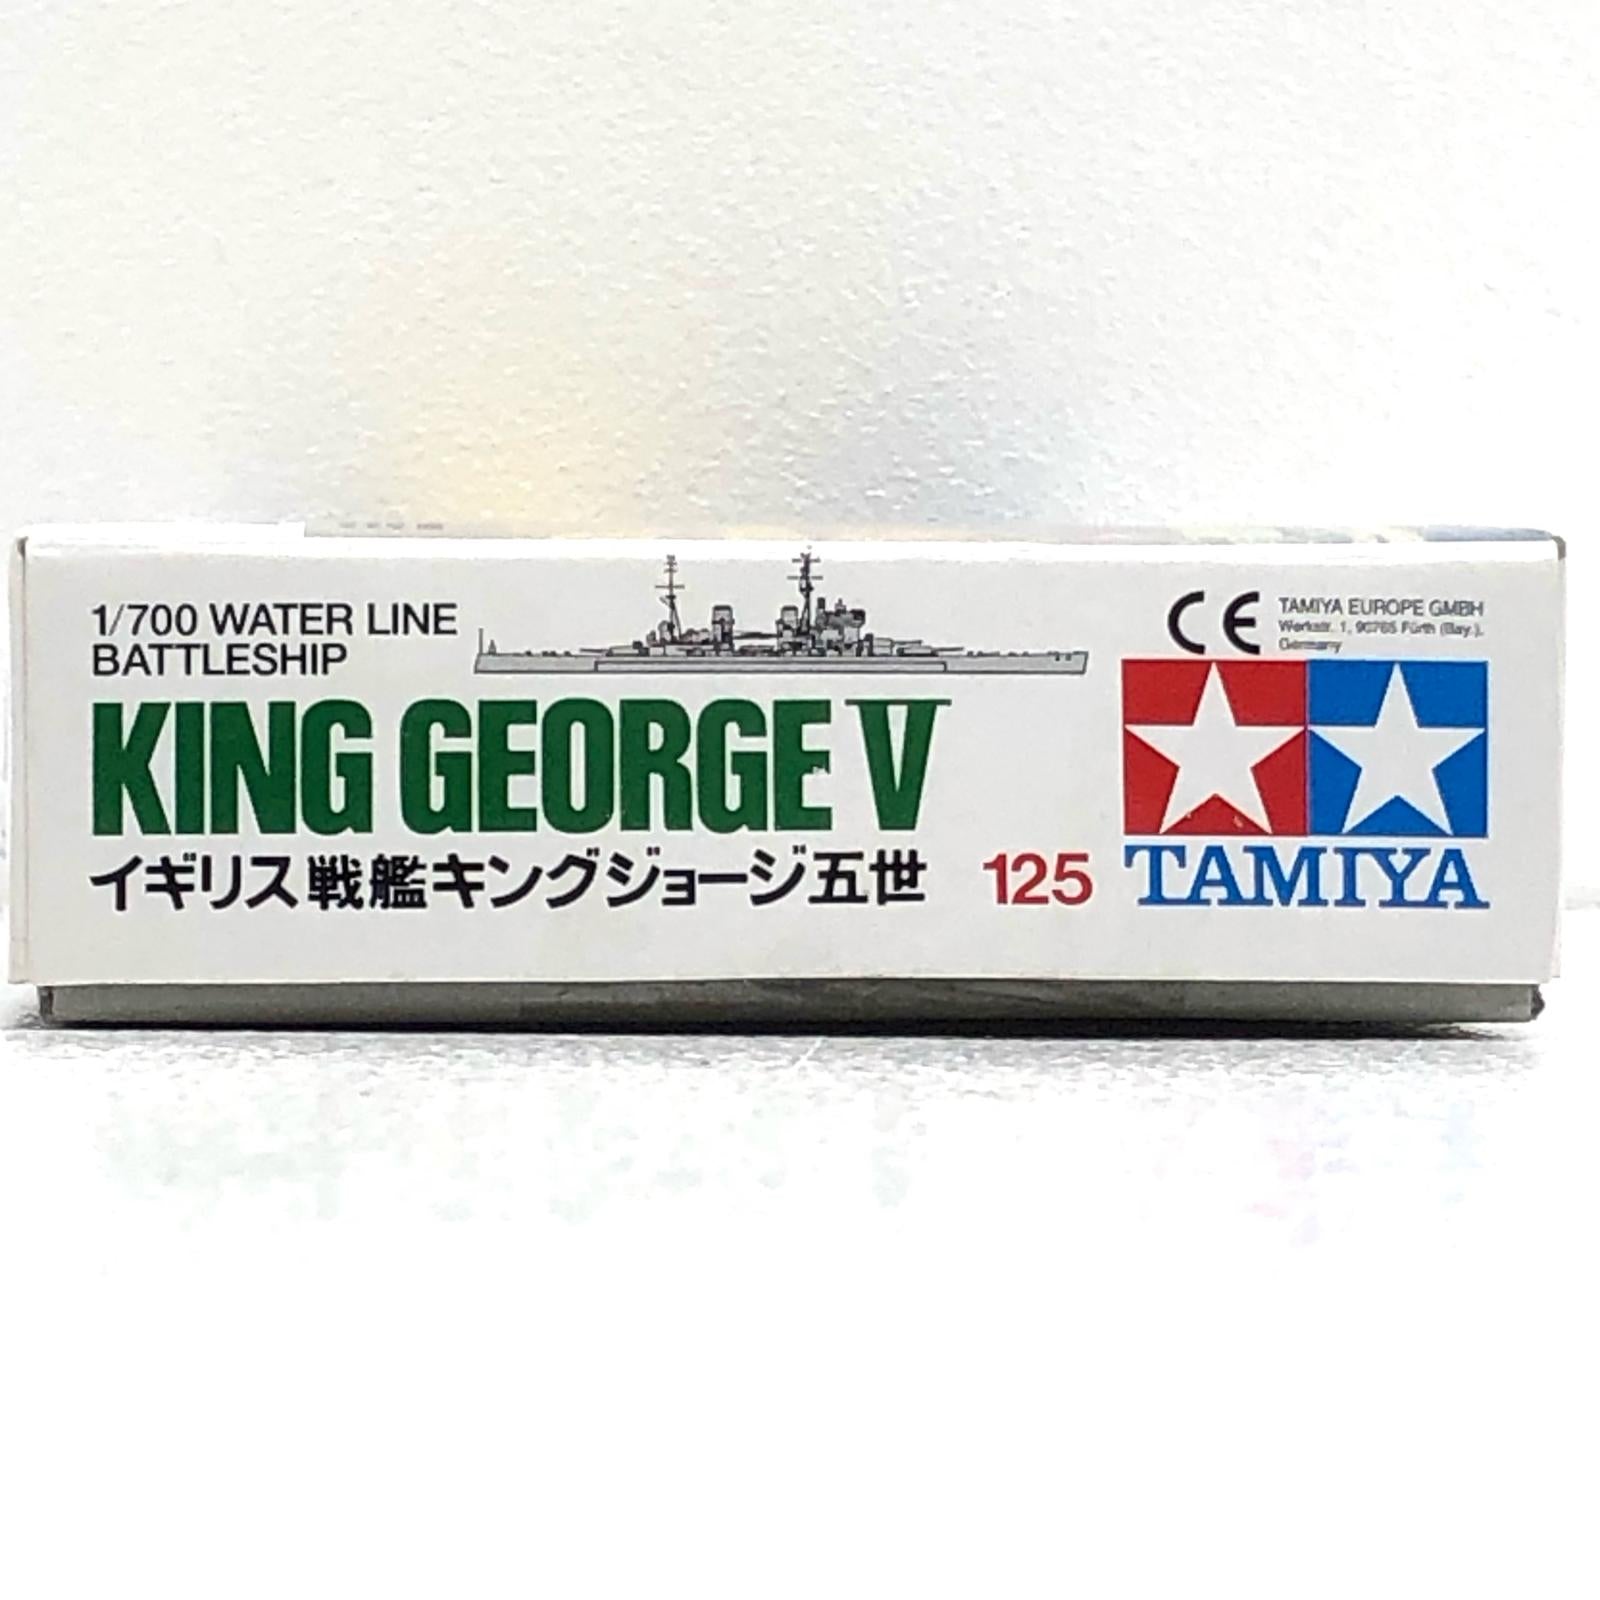 1/700 WATER LINE
BATTLESHIP
KING GEORGE V
イギリス戦艦キングジョージ五世
125
CE
TAMIYA EUROPE GMBH
Werkstr. 1, 90765 Fürth (Bay.),
Germany
TAMIYA